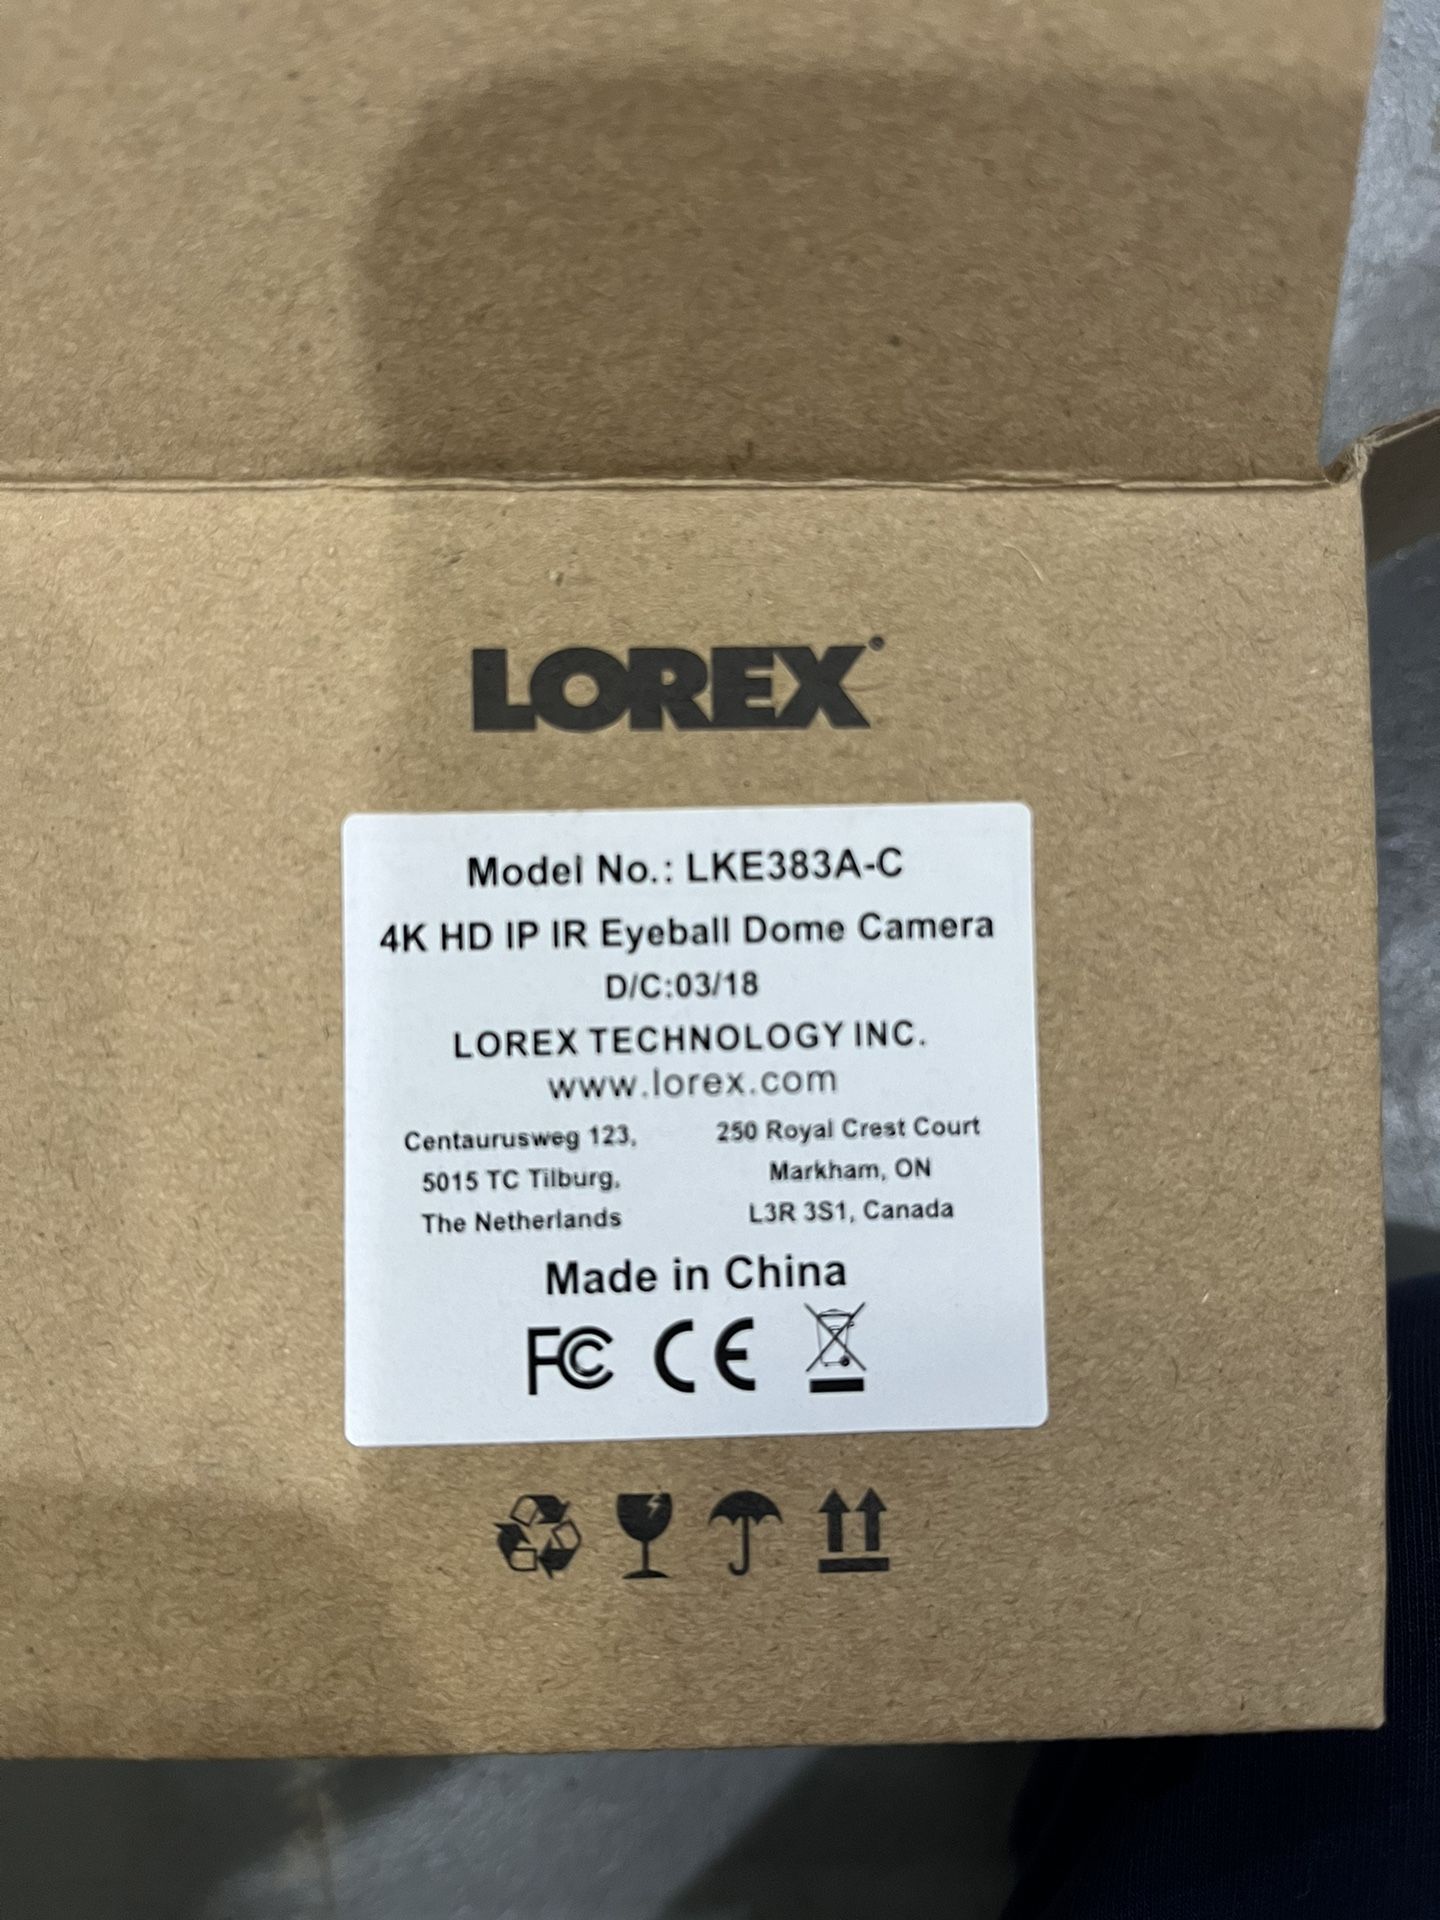 LOREX
Model No.: LKE383A-C
4K HD IP IR Eyeball Dome Camera
D/C:03/18
LOREX TECHNOLOGY INC.
www.lorex.com
Centaurusweg 123,
5015 TC Tilburg,
The Netherlands
250 Royal Crest Court
Markham, ON
L3R 3S1, Canada
Made in China
FC CE